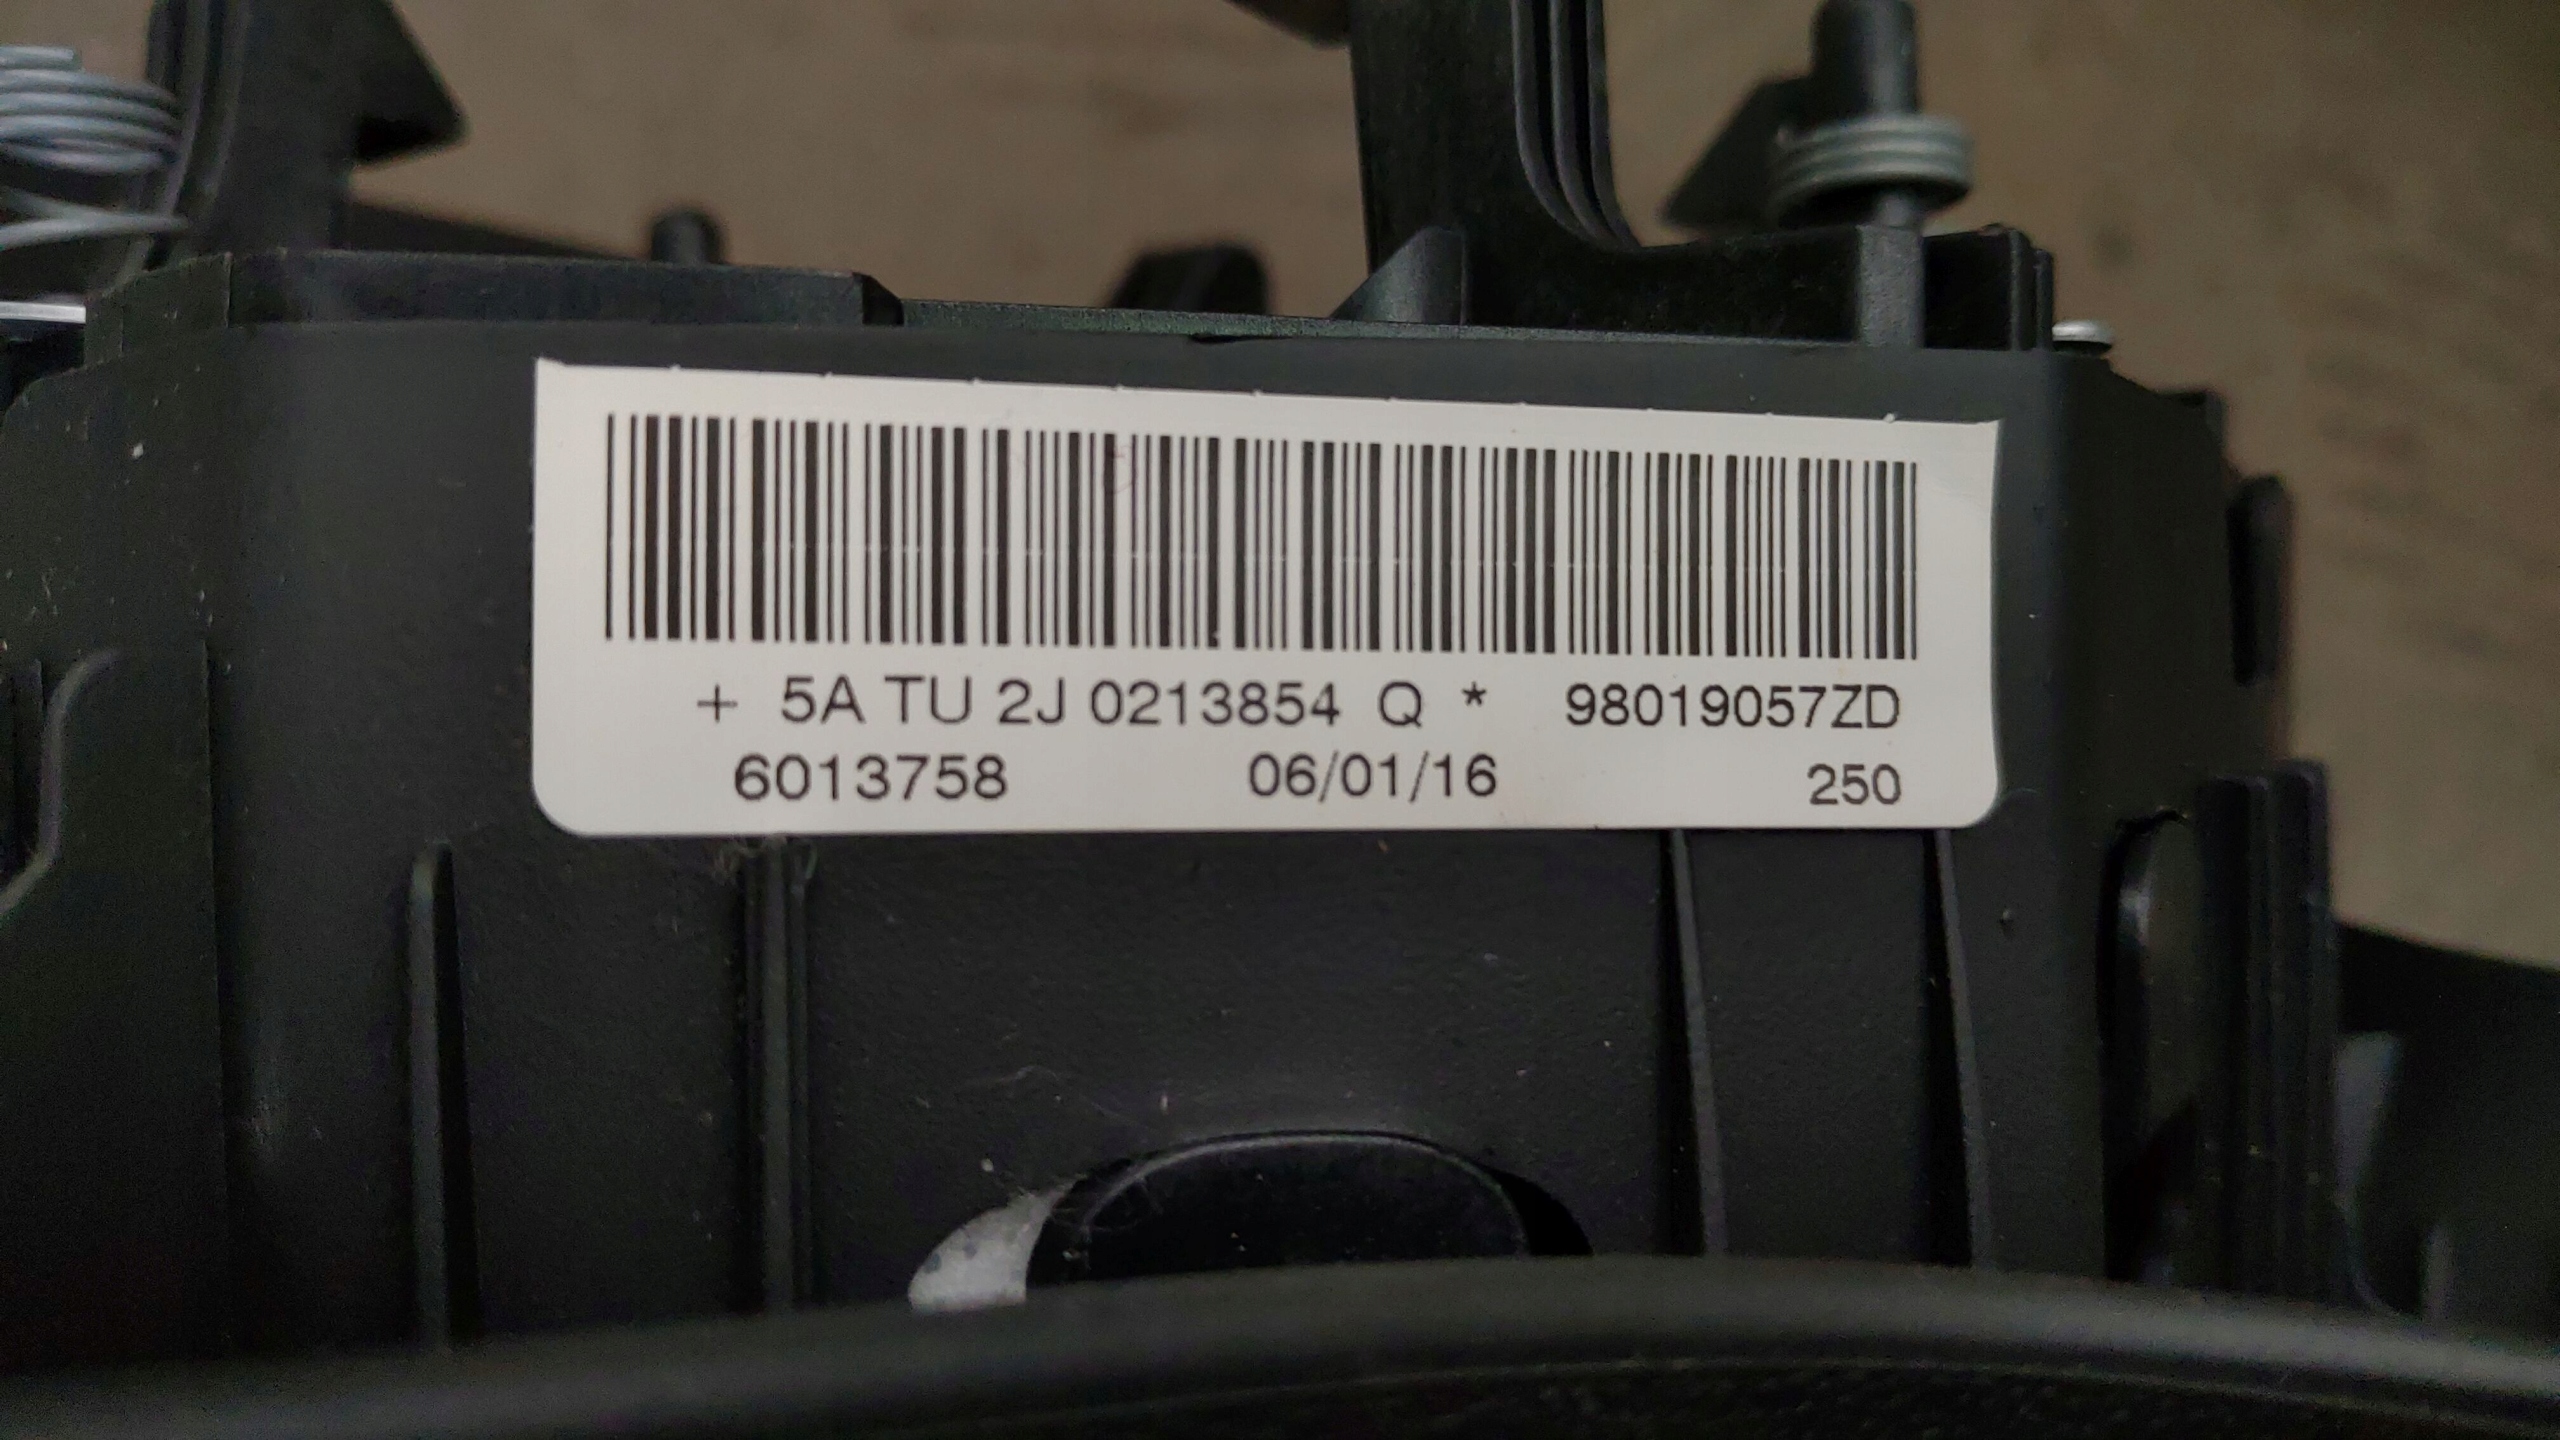 + 5A TU 2J 0213854 Q * 98019057ZD
6013758 06/01/16 250